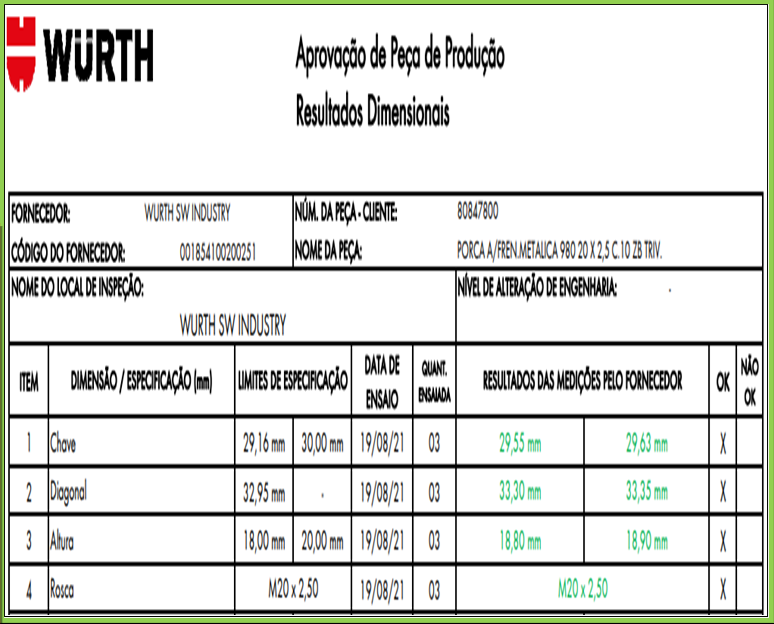 WÜRTH
Aprovação de Peça de Produção
Resultados Dimensionais
FORNECEDOR: WURTH SW INDUSTRY NÚM. DA PEÇA - CLIENTE: 80847800
CÓDIGO DO FORNECEDOR: 001854100200251 NOME DA PEÇA: PORCA A/FREN.METALICA 980 20 X 2,5 C.10 ZB TRIV.
NOME DO LOCAL DE INSPEÇÃO: NÍVEL DE ALTERAÇÃO DE ENGENHARIA: -
WURTH SW INDUSTRY
ITEM DIMENSÃO / ESPECIFICAÇÃO (mm) LIMITES DE ESPECIFICAÇÃO DATA DE ENSAIO QUANT. ENSAIADA RESULTADOS DAS MEDIÇÕES PELO FORNECEDOR OK NÃO OK
1 Chave 29,16 mm 30,00 mm 19/08/21 03 29,55 mm 29,63 mm X
2 Diagonal 32,95 mm - 19/08/21 03 33,30 mm 33,35 mm X
3 Altura 18,00 mm 20,00 mm 19/08/21 03 18,80 mm 18,90 mm X
4 Rosca M20 x 2,50 19/08/21 03 M20 x 2,50 X